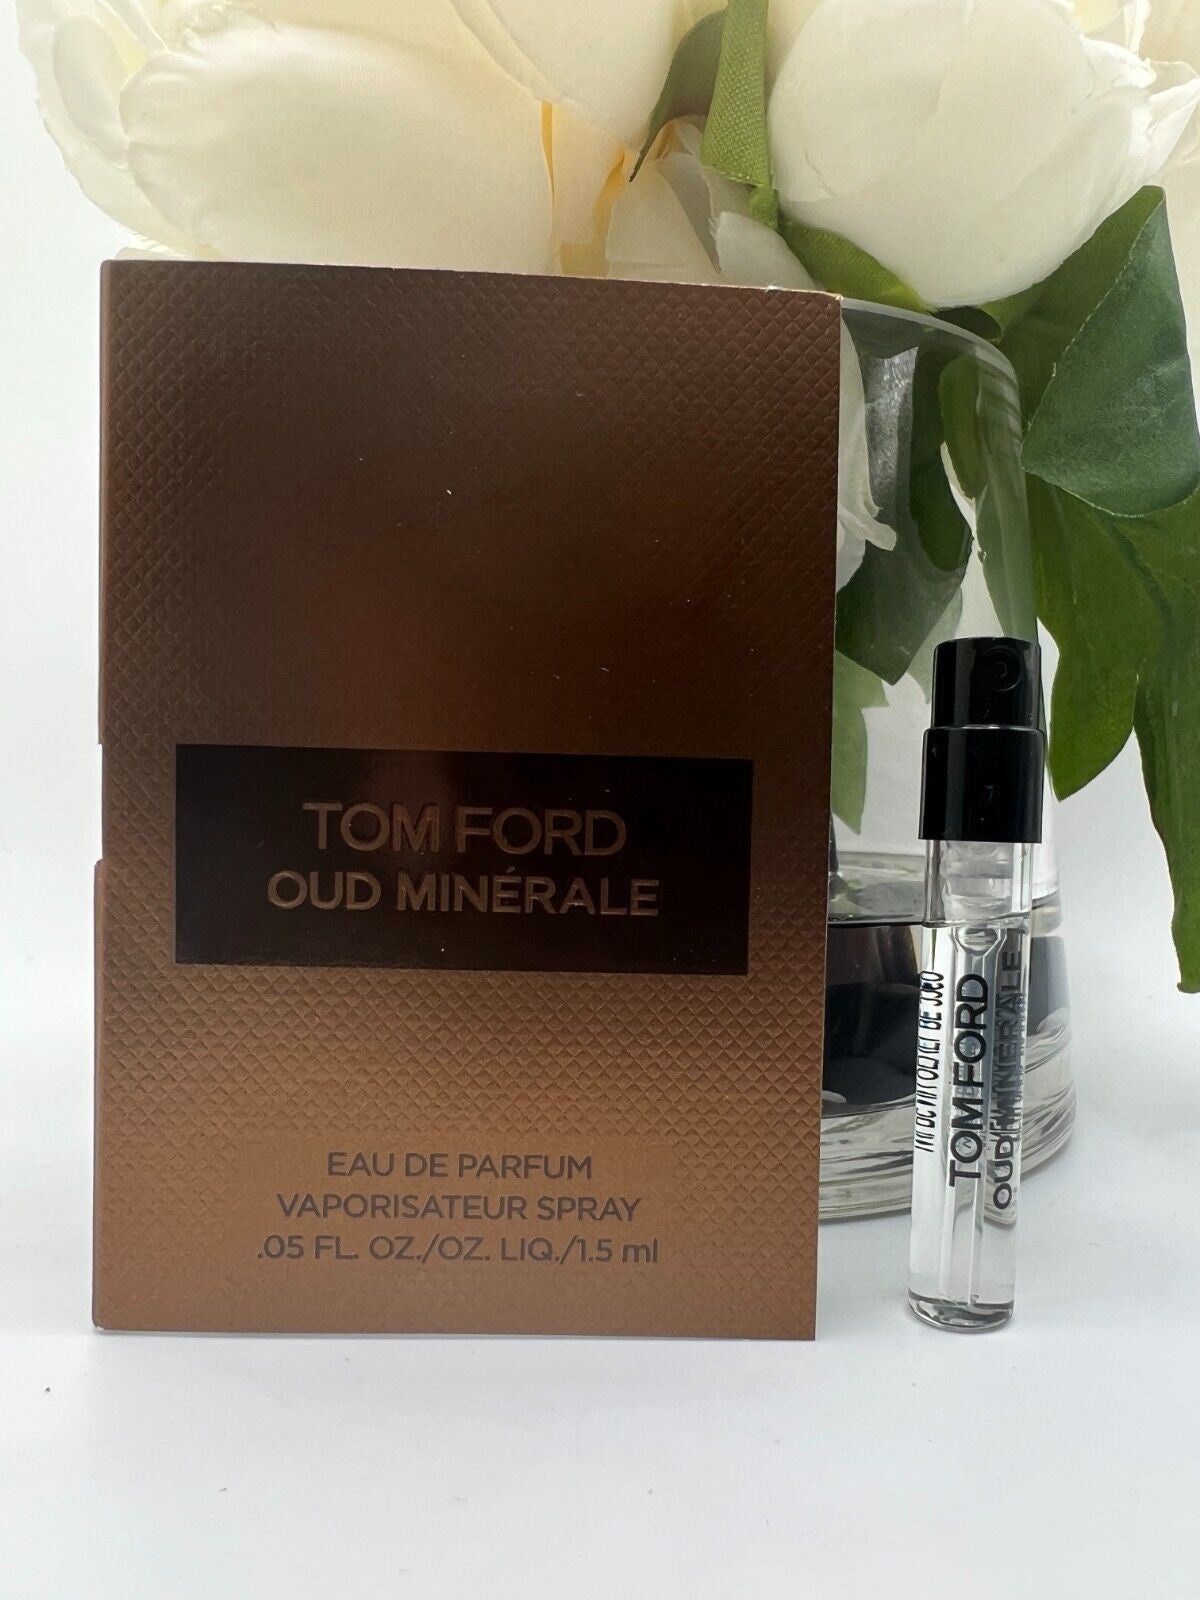 TOM FORD
OUD MINÉRALE
EAU DE PARFUM
VAPORISATEUR SPRAY
.05 FL. OZ./OZ. LIQ./1.5 ml
TOM FORD
OUD MINÉRALE